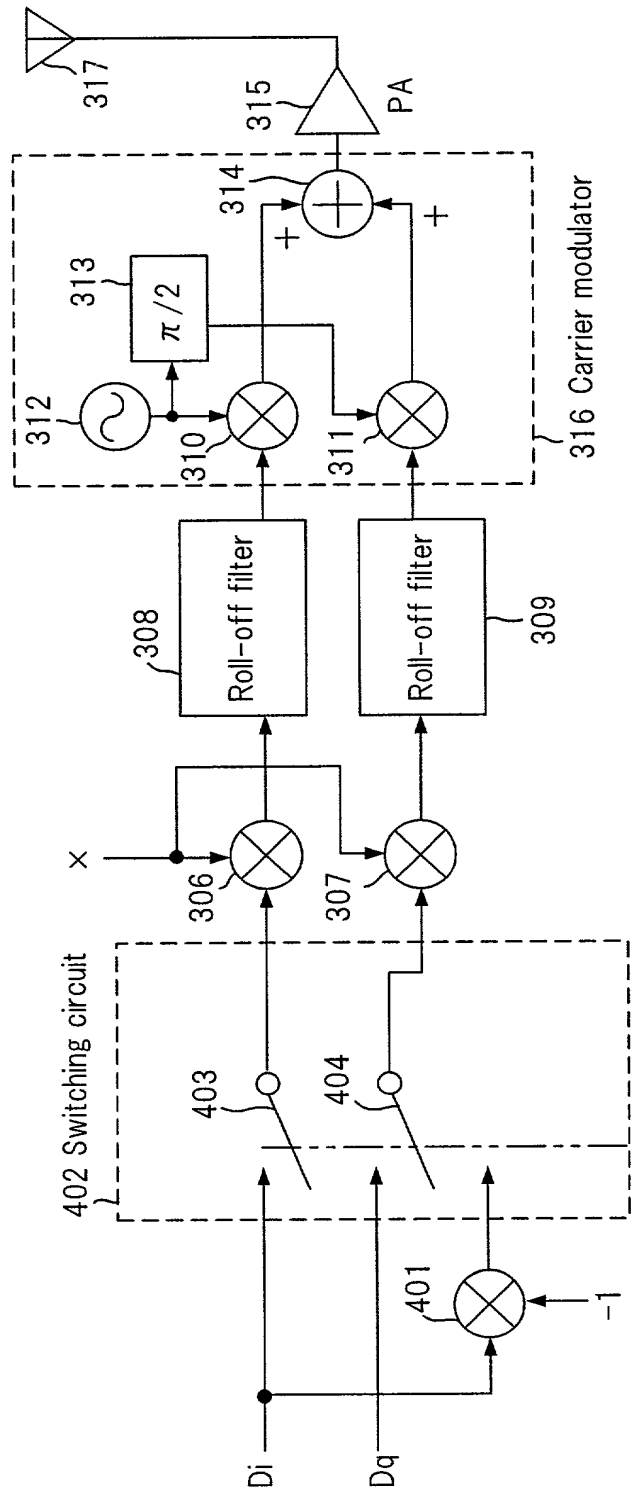 Di
Dq
401
-1
402 Switching circuit
403
404
×
306
307
308
Roll-off filter
Roll-off filter
309
312
313
π/2
310
311
314
+
+
316 Carrier modulator
315
PA
317